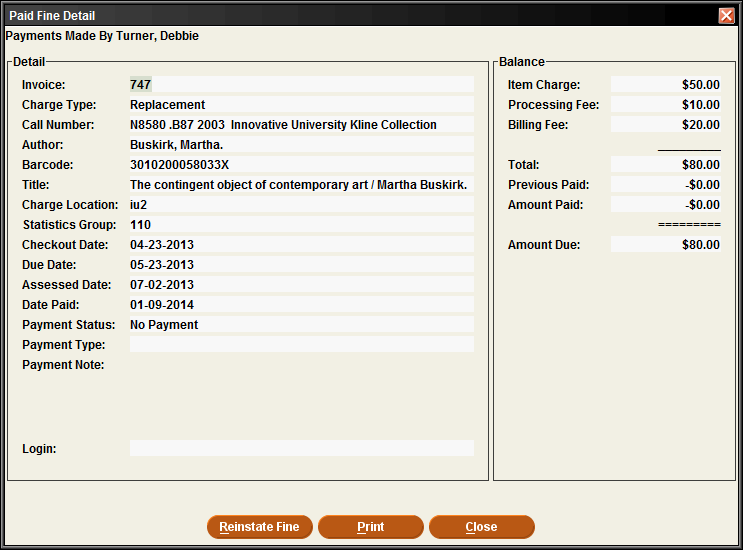 Paid Fine Detail
Payments Made By Turner, Debbie
Detail
Invoice: 747
Charge Type: Replacement
Call Number: N8580 .B87 2003  Innovative University Kline Collection
Author: Buskirk, Martha.
Barcode: 3010200058033X
Title: The contingent object of contemporary art / Martha Buskirk.
Charge Location: iu2
Statistics Group: 110
Checkout Date: 04-23-2013
Due Date: 05-23-2013
Assessed Date: 07-02-2013
Date Paid: 01-09-2014
Payment Status: No Payment
Payment Type:
Payment Note:
Login:
Balance
Item Charge: $50.00
Processing Fee: $10.00
Billing Fee: $20.00
_________
Total: $80.00
Previous Paid: -$0.00
Amount Paid: -$0.00
=========
Amount Due: $80.00
Reinstate Fine
Print
Close